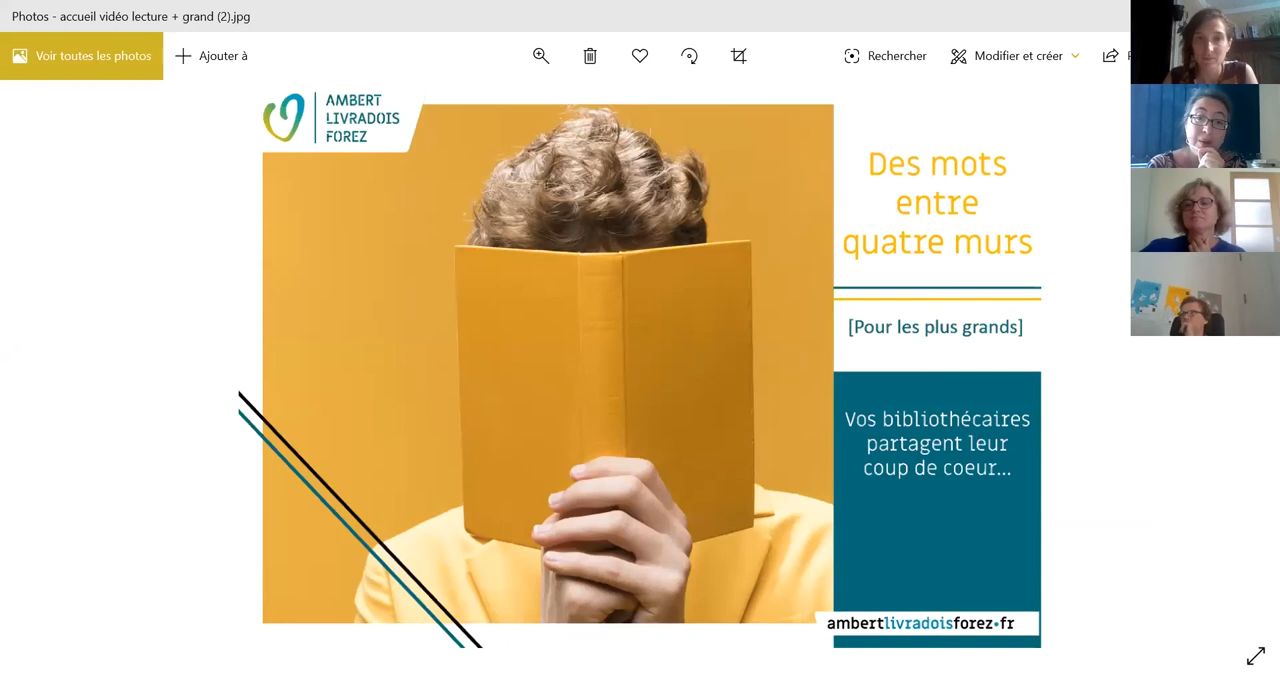 Photos - accueil vidéo lecture + grand (2).jpg
Voir toutes les photos
Ajouter à
Rechercher
Modifier et créer
AMBERT
LIVRADOIS
FOREZ
Des mots
entre
quatre murs
[Pour les plus grands]
Vos bibliothécaires
partagent leur
coup de coeur...
ambertlivradoisforez•fr